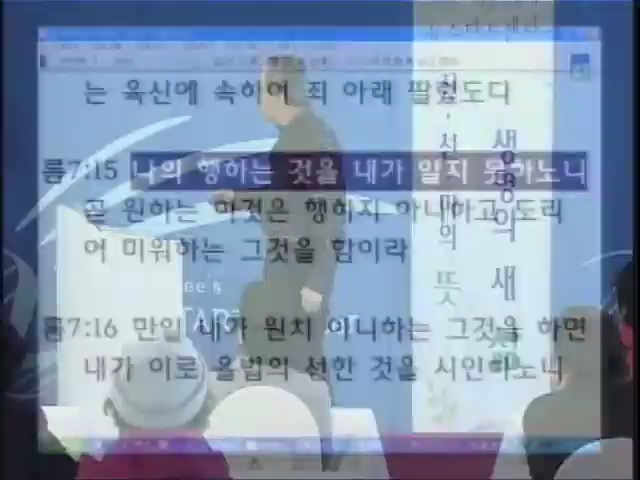 는 육신에 속하여 죄 아래 팔렸도다
롬7:15 나의 행하는 것을 내가 알지 못하노니
곧 원하는 이것은 행하지 아니하고 도리
어 미워하는 그것을 함이라
롬7:16 만일 내가 원치 아니하는 그것을 하면
내가 이로 율법의 선한 것을 시인하노니
생명의 새
뜻
ee's
START